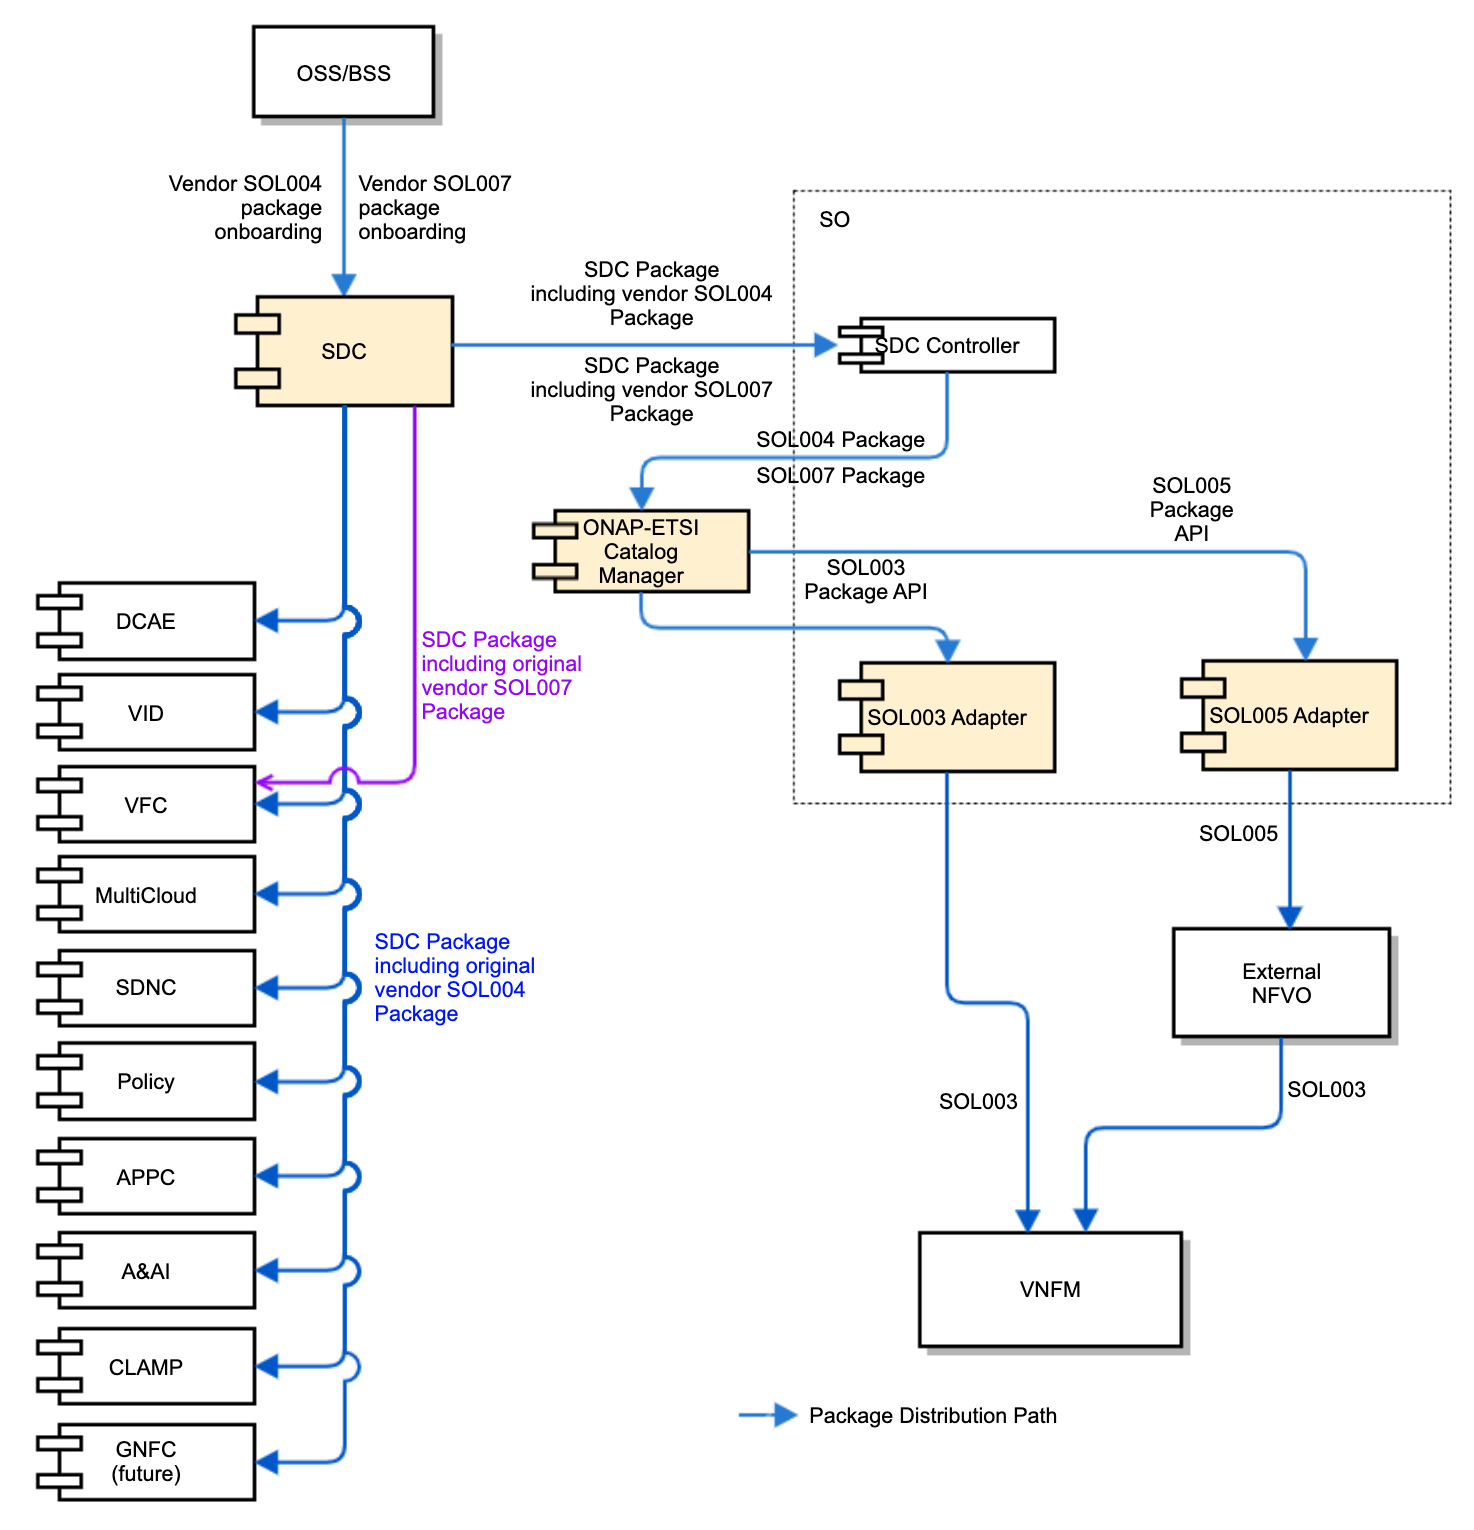 OSS/BSS
Vendor SOL004
package
onboarding
Vendor SOL007
package
onboarding
SO
SDC Package
including vendor SOL004
Package
SDC
SDC Controller
SDC Package
including vendor SOL007
Package
SOL004 Package
SOL007 Package
SOL005
Package
API
ONAP-ETSI
Catalog
Manager
SOL003
Package API
DCAE
SDC Package
including original
vendor SOL007
Package
VID
SOL003 Adapter
SOL005 Adapter
VFC
SOL005
MultiCloud
SDC Package
including original
vendor SOL004
Package
External
NFVO
SDNC
Policy
SOL003
SOL003
APPC
A&AI
VNFM
CLAMP
Package Distribution Path
GNFC
(future)